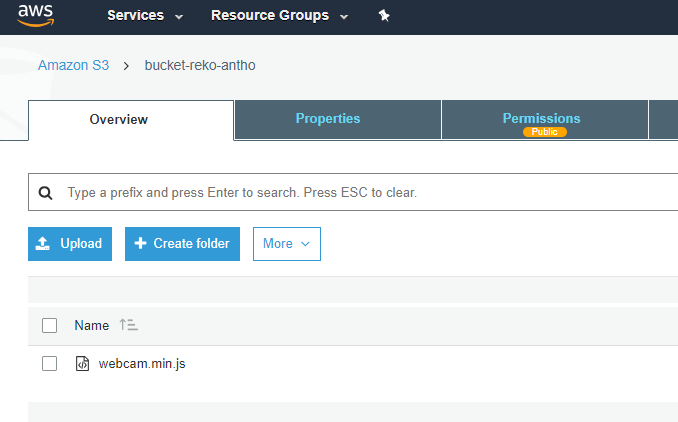 aws Services Resource Groups
Amazon S3 > bucket-reko-antho
Overview Properties Permissions
Public
Type a prefix and press Enter to search. Press ESC to clear.
Upload + Create folder More
Name
webcam.min.js